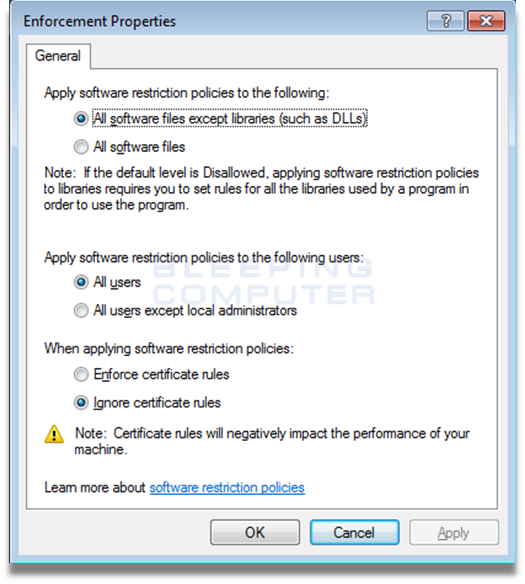 Enforcement Properties
General
Apply software restriction policies to the following:
All software files except libraries (such as DLLs)
All software files
Note: If the default level is Disallowed, applying software restriction policies
to libraries requires you to set rules for all the libraries used by a program in
order to use the program.
Apply software restriction policies to the following users:
BLEEPING
All users
COMPUTER
All users except local administrators
When applying software restriction policies:
Enforce certificate rules
Ignore certificate rules
Note: Certificate rules will negatively impact the performance of your
machine.
Learn more about software restriction policies
OK
Cancel
Apply